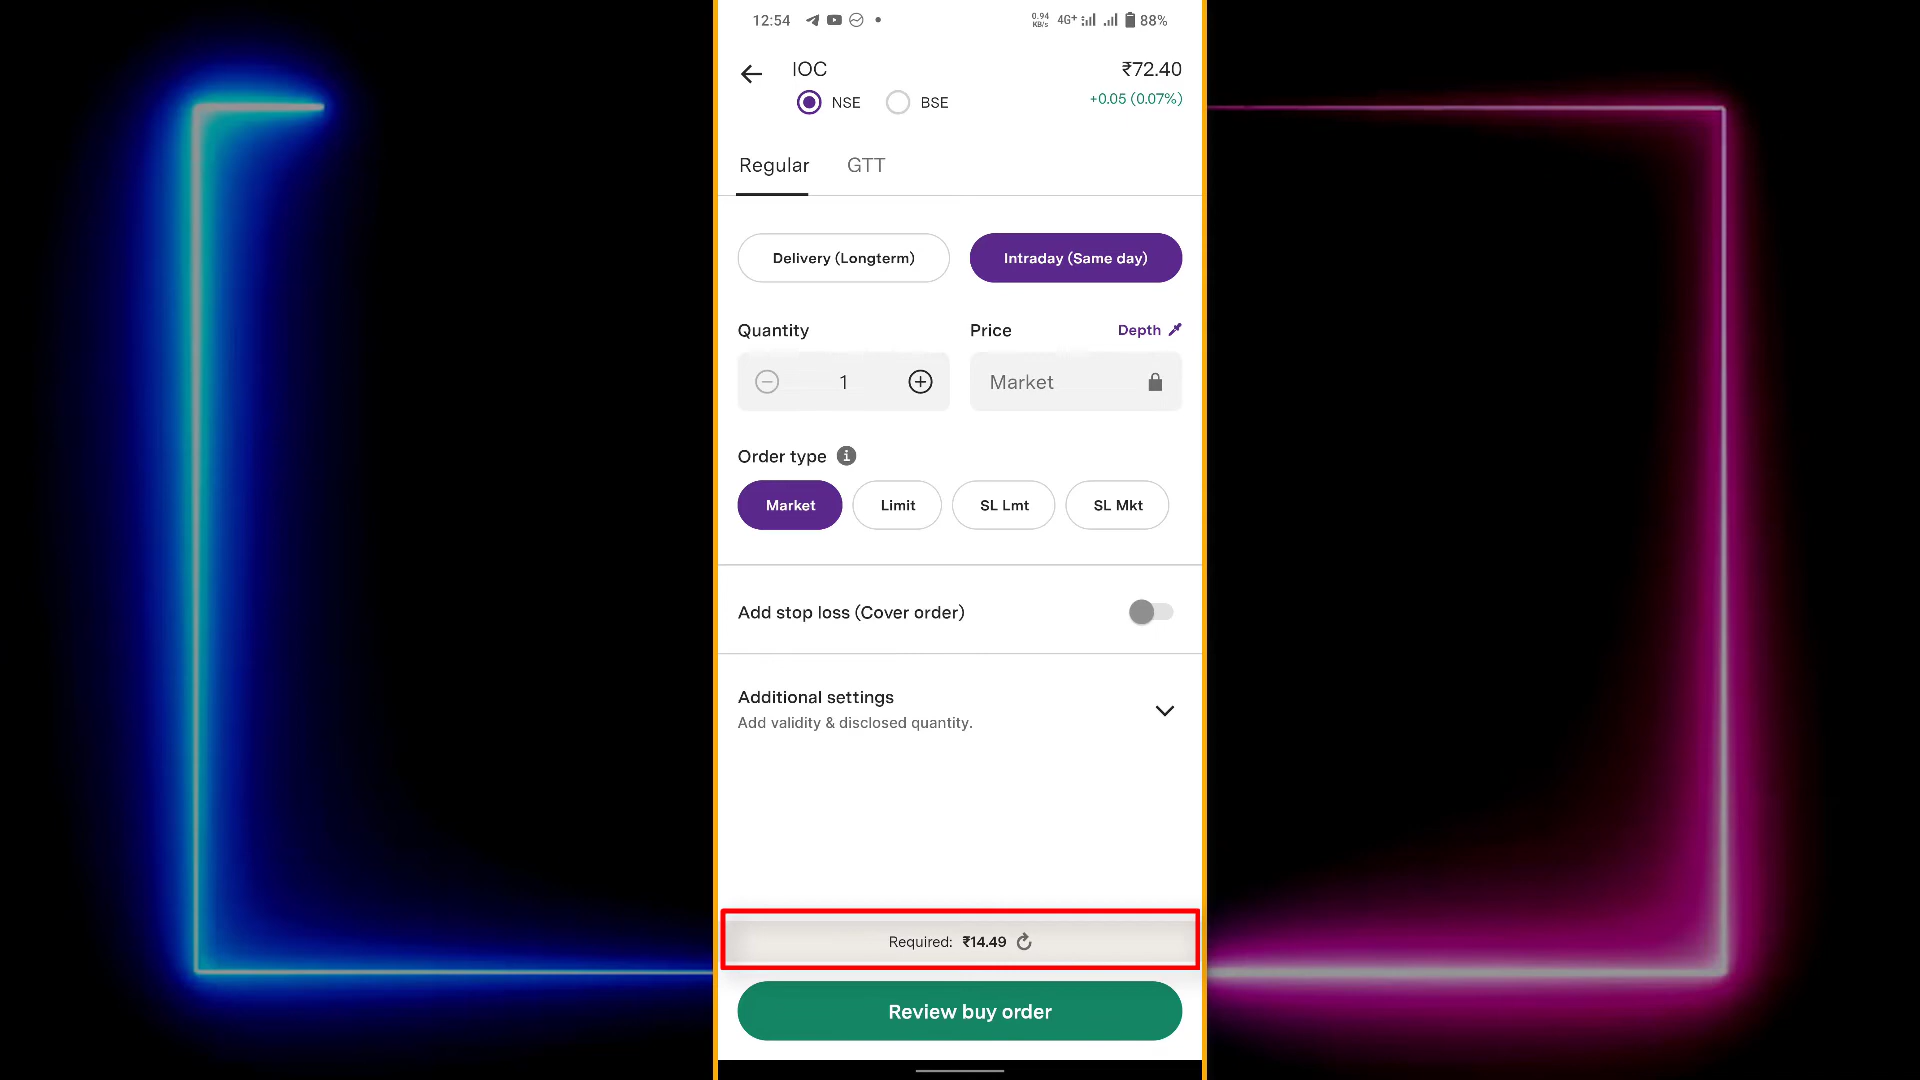 12:54 0.94 KB/s 4G+ 88%
IOC ₹72.40
NSE BSE +0.05 (0.07%)
Regular GTT
Delivery (Longterm) Intraday (Same day)
Quantity Price Depth
1 Market
Order type i
Market Limit SL Lmt SL Mkt
Add stop loss (Cover order)
Additional settings
Add validity & disclosed quantity.
Required: ₹14.49
Review buy order